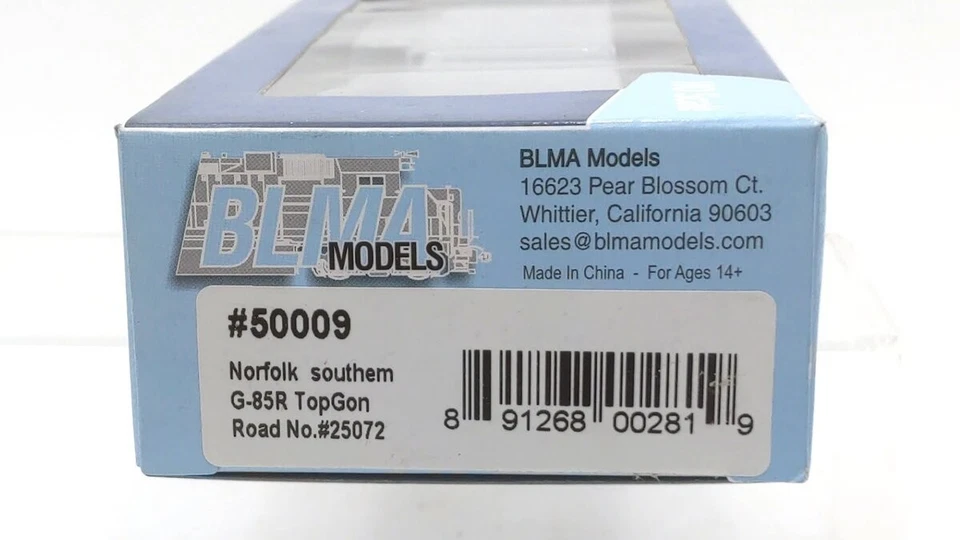 BLMA
MODELS
BLMA Models
16623 Pear Blossom Ct.
Whittier, California 90603
sales@blmamodels.com
Made In China - For Ages 14+
#50009
Norfolk southem
G-85R TopGon
Road No.#25072
8 91268 00281 9